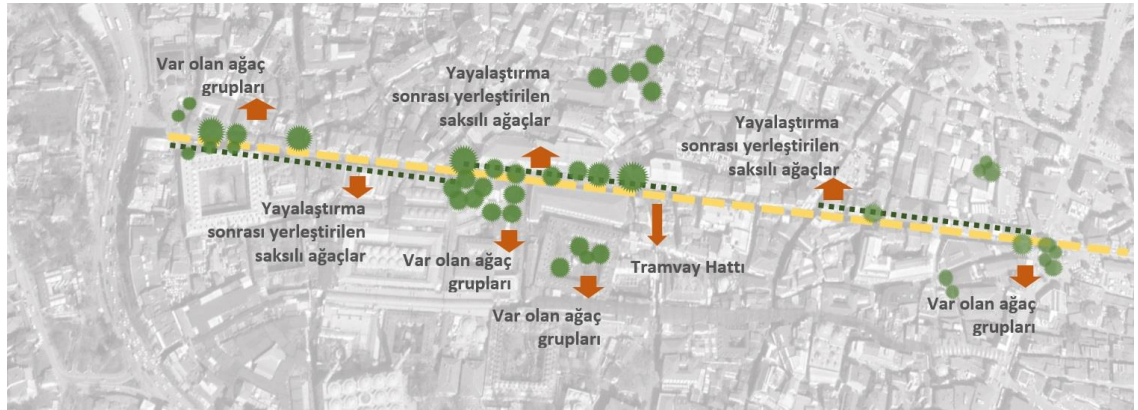 Var olan ağaç
grupları
Yayalaştırma
sonrası yerleştirilen
saksılı ağaçlar
Yayalaştırma
sonrası yerleştirilen
saksılı ağaçlar
Yayalaştırma
sonrası yerleştirilen
saksılı ağaçlar
Var olan ağaç
grupları
Tramvay Hattı
Var olan ağaç
grupları
Var olan ağaç
grupları